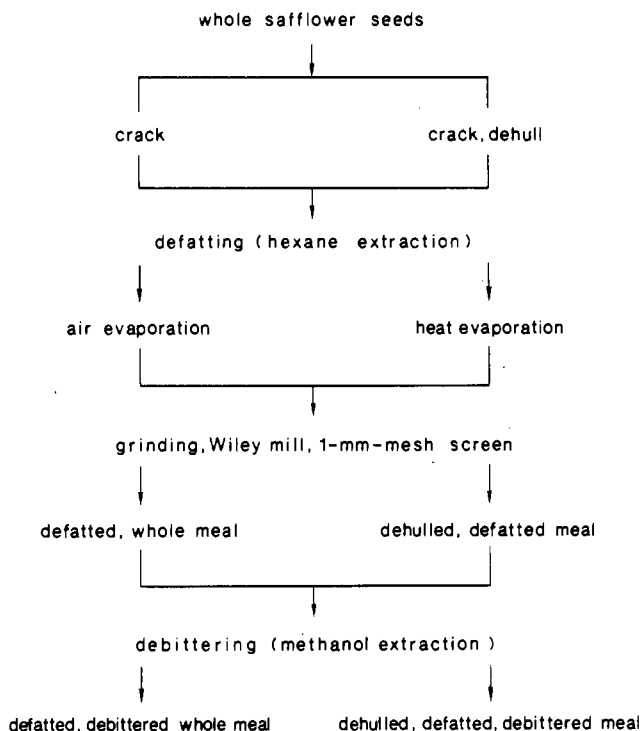 whole safflower seeds
crack
crack, dehull
defatting (hexane extraction)
air evaporation
heat evaporation
grinding, Wiley mill, 1-mm-mesh screen
defatted, whole meal
dehulled, defatted meal
debittering (methanol extraction)
defatted, debittered whole meal
dehulled, defatted, debittered meal